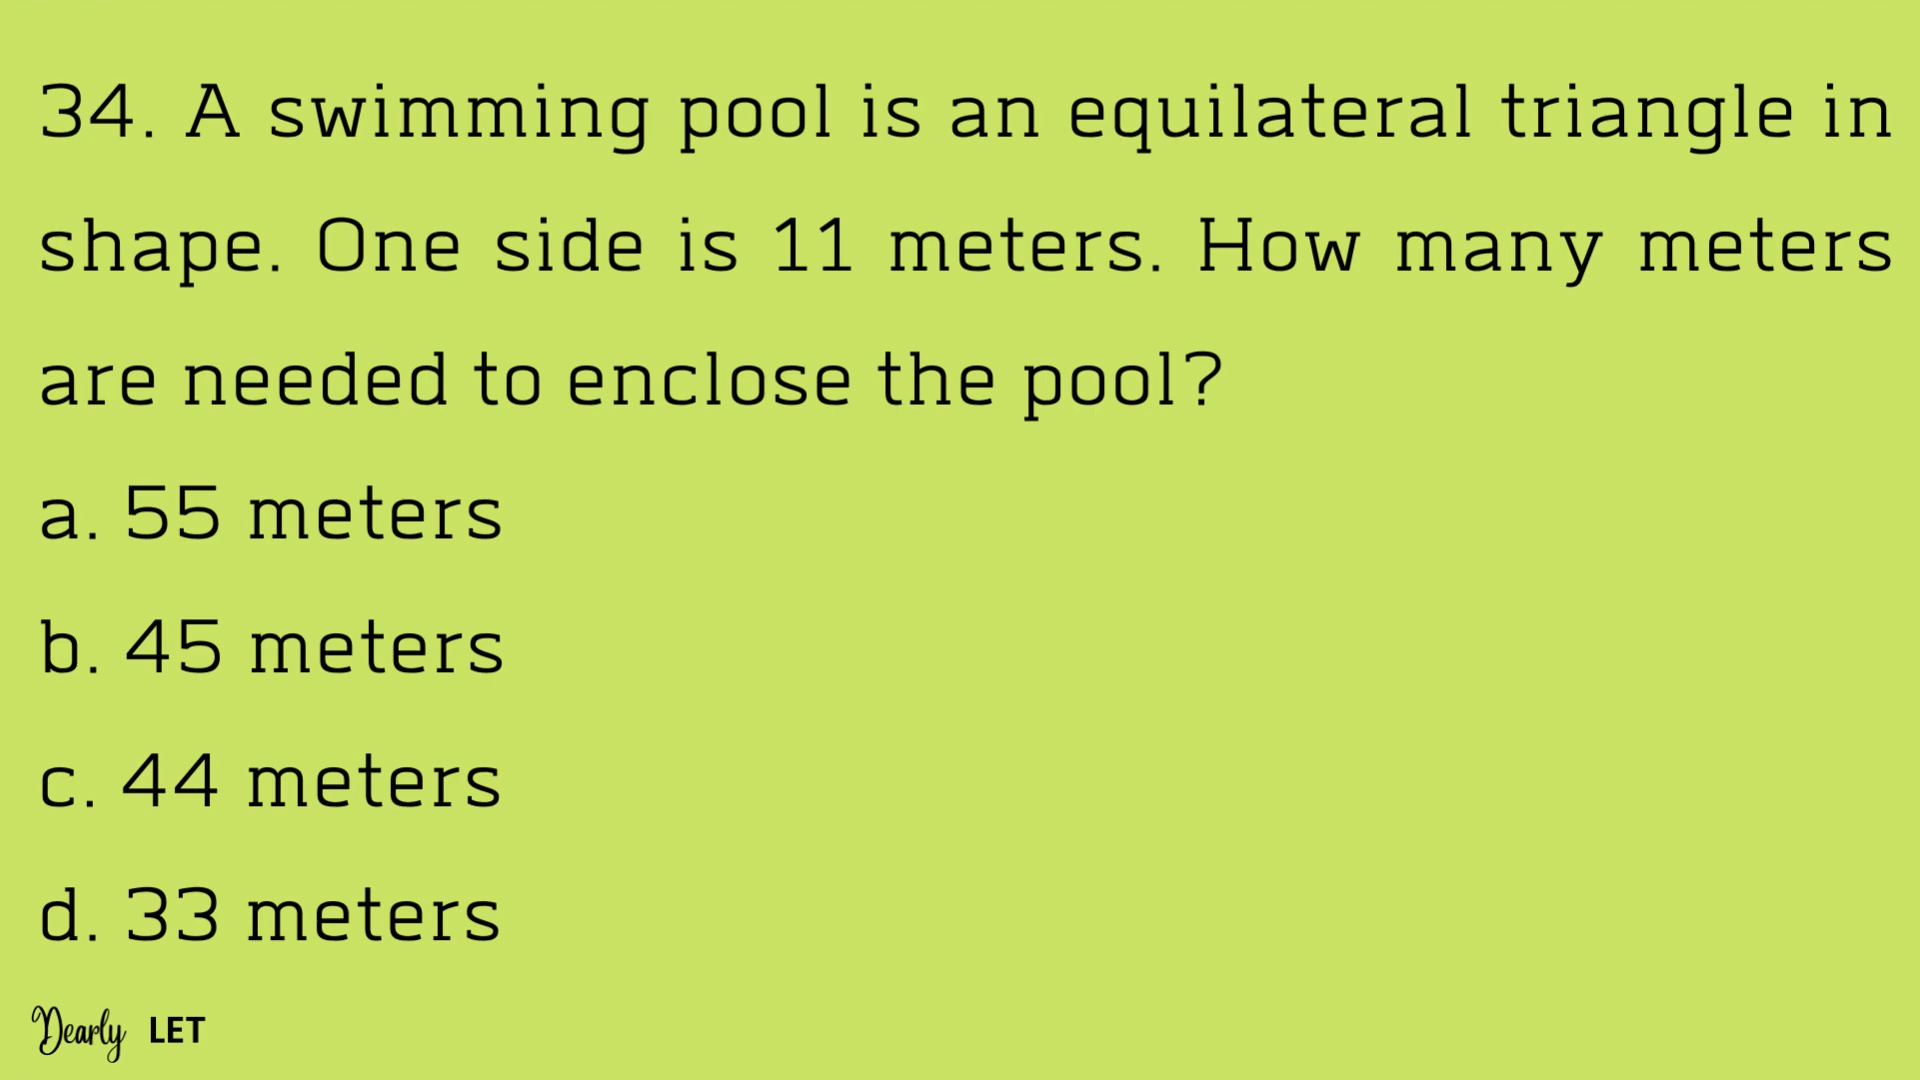 34. A swimming pool is an equilateral triangle in
shape. One side is 11 meters. How many meters
are needed to enclose the pool?
a. 55 meters
b. 45 meters
c. 44 meters
d. 33 meters
Dearly LET